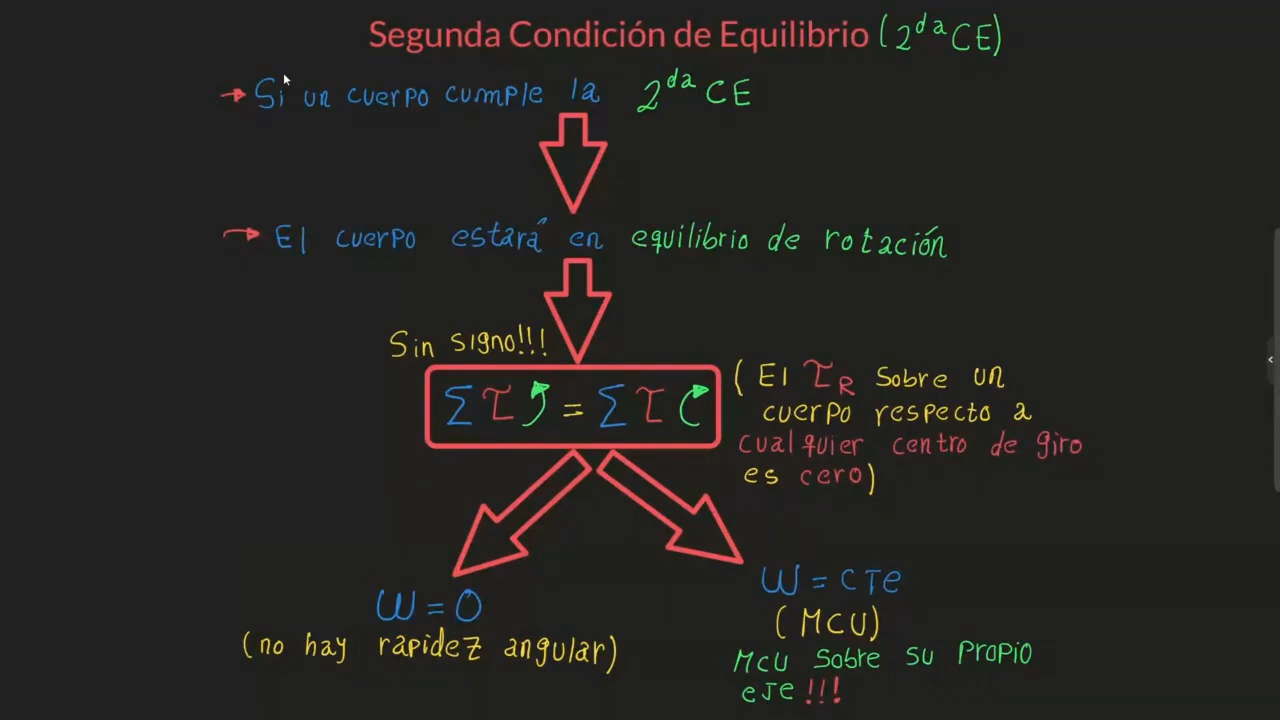 Segunda Condición de Equilibrio (2da CE)
Si un cuerpo cumple la 2da CE
El cuerpo estará en equilibrio de rotación
Sin signo!!!
Στ = Στ
(El τR sobre un
cuerpo respecto a
cualquier centro de giro
es cero)
ω = 0
(no hay rapidez angular)
ω = cTe
(MCU)
MCU sobre su propio
eje !!!